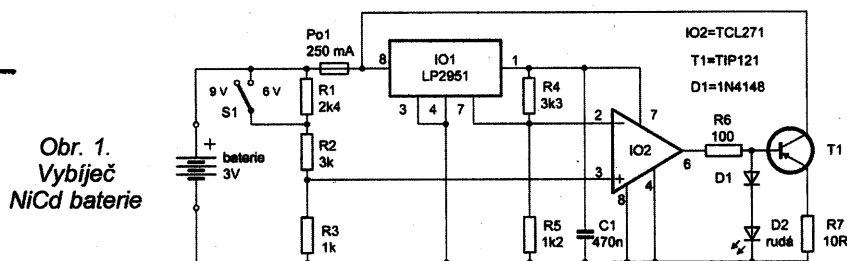 Obr. 1.
Vybíječ
NiCd baterie
9 V
6 V
S1
+
baterie
3V
Po1
250 mA
R1
2k4
R2
3k
R3
1k
8
IO1
LP2951
1
3
4
7
R4
3k3
2
7
IO2
3
+
8
4
6
R5
1k2
C1
470n
IO2=TCL271
T1=TIP121
D1=1N4148
R6
100
T1
D1
D2
rudá
R7
10R